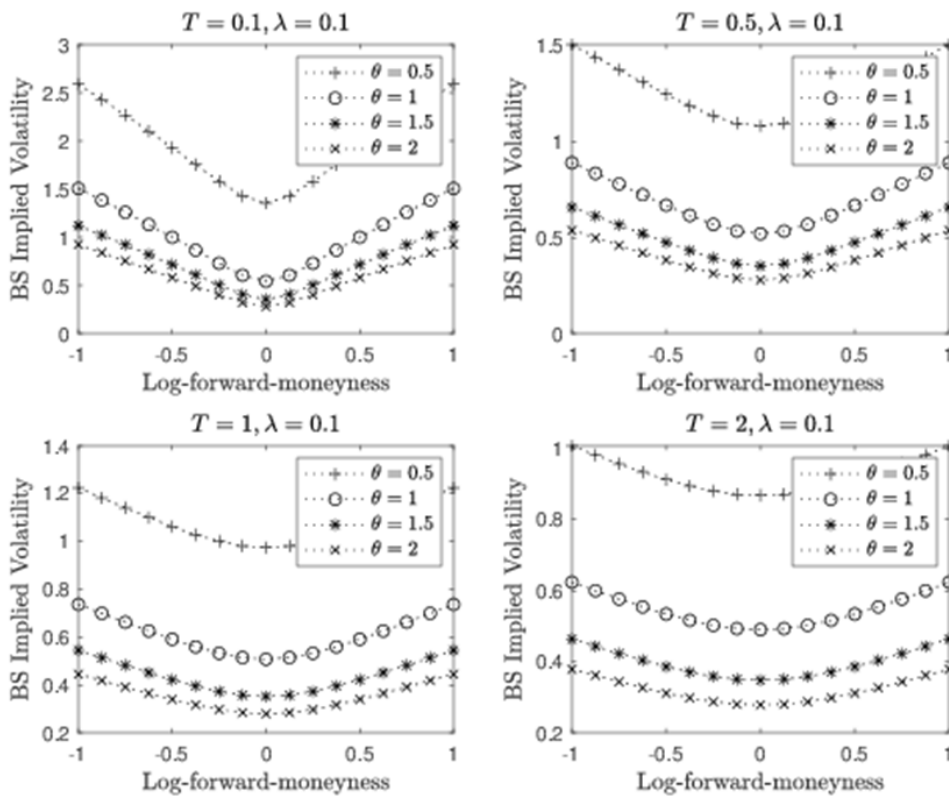 T = 0.1, λ = 0.1
3
2.5
2
1.5
1
0.5
0
BS Implied Volatility
θ = 0.5
θ = 1
θ = 1.5
θ = 2
-1 -0.5 0 0.5 1
Log-forward-moneyness
T = 0.5, λ = 0.1
1.5
1
0.5
0
BS Implied Volatility
θ = 0.5
θ = 1
θ = 1.5
θ = 2
-1 -0.5 0 0.5 1
Log-forward-moneyness
T = 1, λ = 0.1
1.4
1.2
1
0.8
0.6
0.4
0.2
BS Implied Volatility
θ = 0.5
θ = 1
θ = 1.5
θ = 2
-1 -0.5 0 0.5 1
Log-forward-moneyness
T = 2, λ = 0.1
1
0.8
0.6
0.4
0.2
BS Implied Volatility
θ = 0.5
θ = 1
θ = 1.5
θ = 2
-1 -0.5 0 0.5 1
Log-forward-moneyness